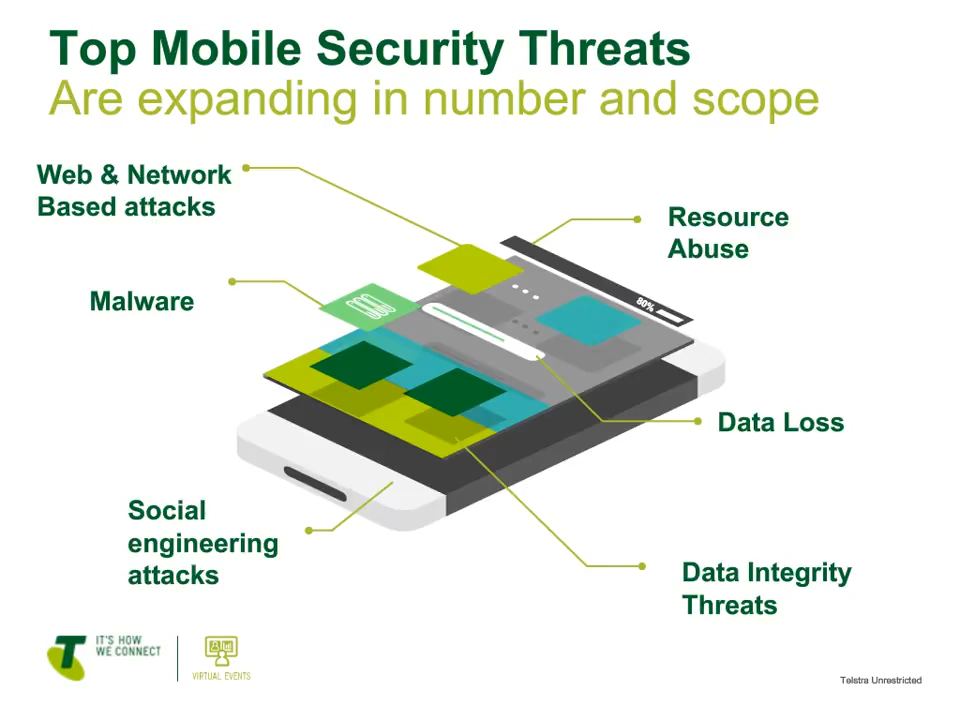 Top Mobile Security Threats
Are expanding in number and scope
Web & Network
Based attacks
Resource
Abuse
Malware
80%
Data Loss
Social
engineering
attacks
Data Integrity
Threats
T
IT'S HOW
WE CONNECT
VIRTUAL EVENTS
Telstra Unrestricted